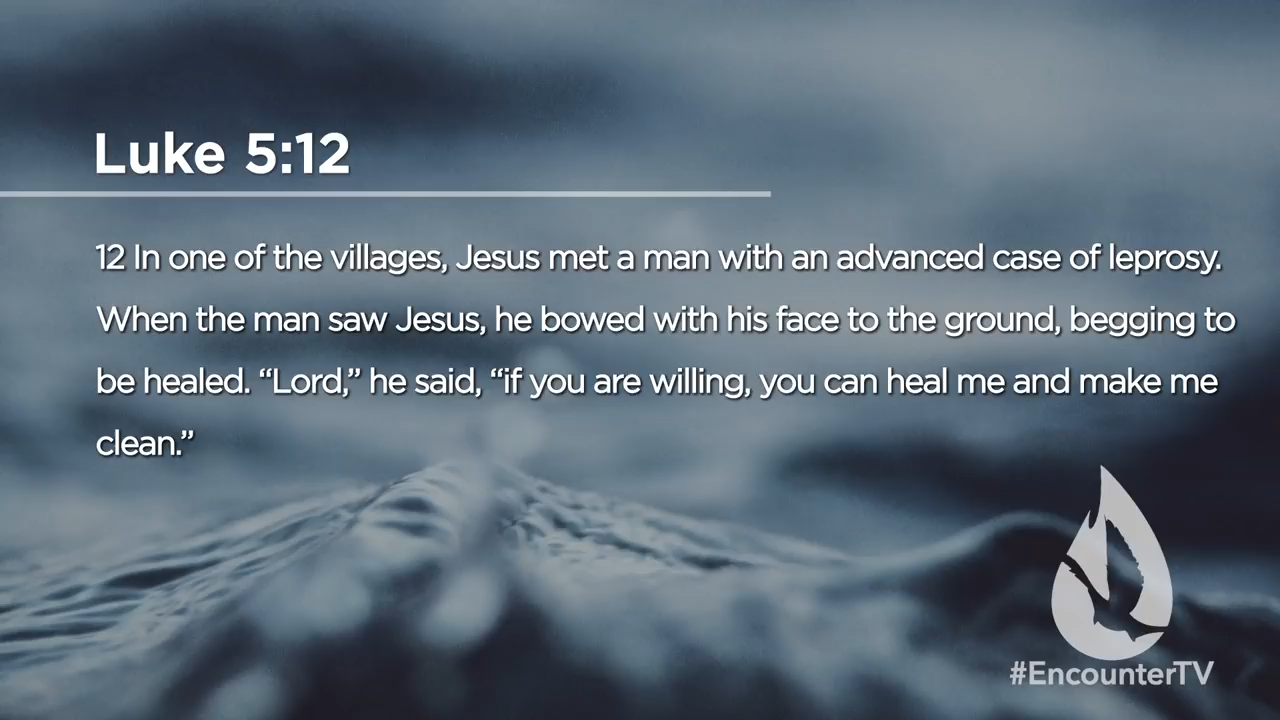 Luke 5:12
12 In one of the villages, Jesus met a man with an advanced case of leprosy.
When the man saw Jesus, he bowed with his face to the ground, begging to
be healed. “Lord,” he said, “if you are willing, you can heal me and make me
clean.”
#EncounterTV